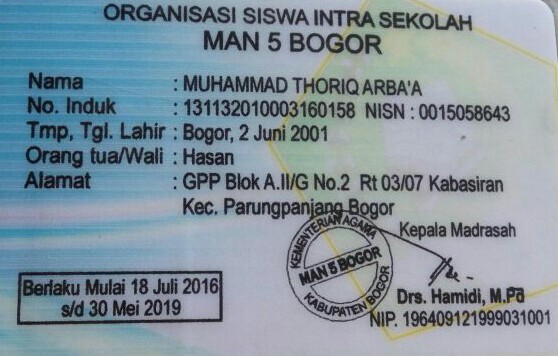 ORGANISASI SISWA INTRA SEKOLAH
MAN 5 BOGOR
Nama : MUHAMMAD THORIQ ARBA'A
No. Induk : 131132010003160158 NISN : 0015058643
Tmp, Tgl. Lahir : Bogor, 2 Juni 2001
Orang tua/Wali : Hasan
Alamat : GPP Blok A.II/G No.2 Rt 03/07 Kabasiran
Kec. Parungpanjang Bogor
Kepala Madrasah
KEMENTERIAN AGAMA
MAN 5 BOGOR
KABUPATEN BOGOR
Berlaku Mulai 18 Juli 2016
s/d 30 Mei 2019
Drs. Hamidi, M.Pd
NIP. 196409121999031001